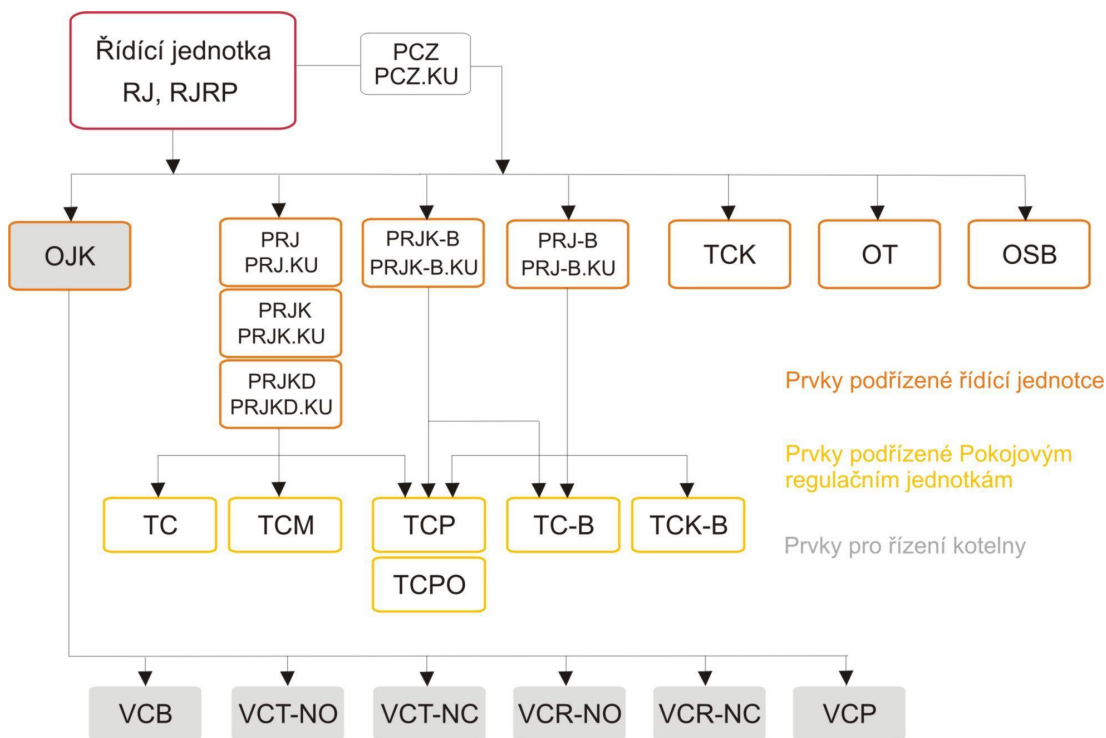 Řídící jednotka
RJ, RJRP
PCZ
PCZ.KU
OJK
PRJ
PRJ.KU
PRJK
PRJK.KU
PRJKD
PRJKD.KU
PRJK-B
PRJK-B.KU
PRJ-B
PRJ-B.KU
TCK
OT
OSB
Prvky podřízené řídící jednotce
Prvky podřízené Pokojovým
regulačním jednotkám
Prvky pro řízení kotelny
TC
TCM
TCP
TCPO
TC-B
TCK-B
VCB
VCT-NO
VCT-NC
VCR-NO
VCR-NC
VCP